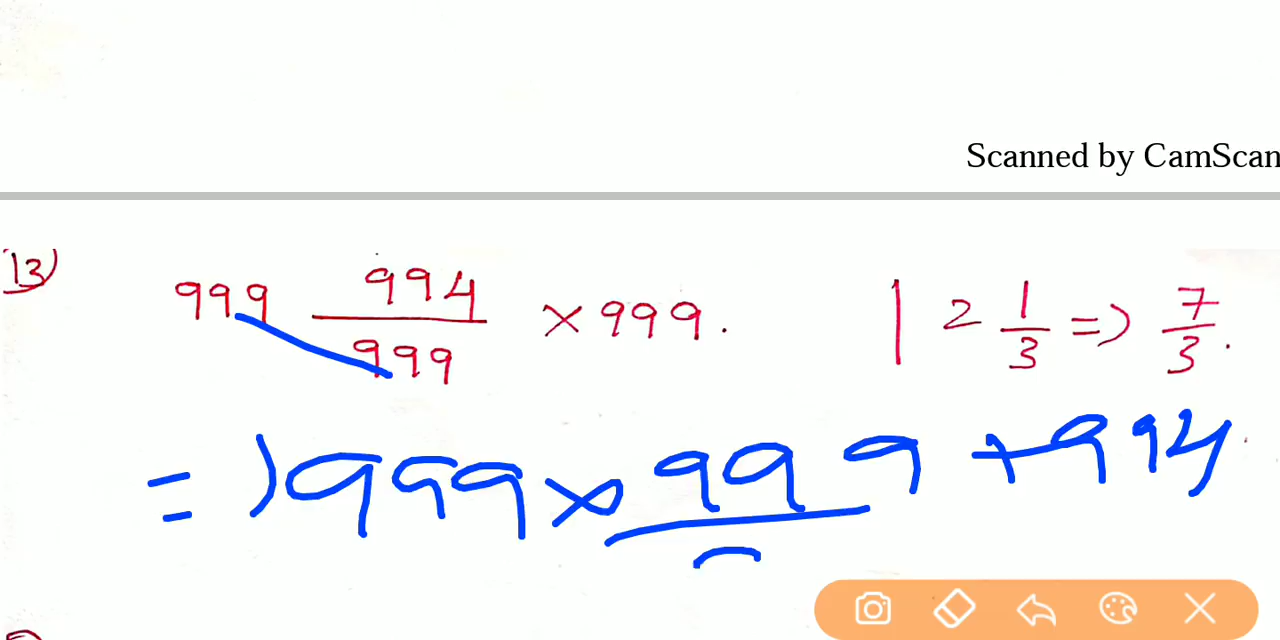 Scanned by CamScan
13) 999 994/999 × 999. | 2 1/3 => 7/3.
=> 999 × 999 + 994